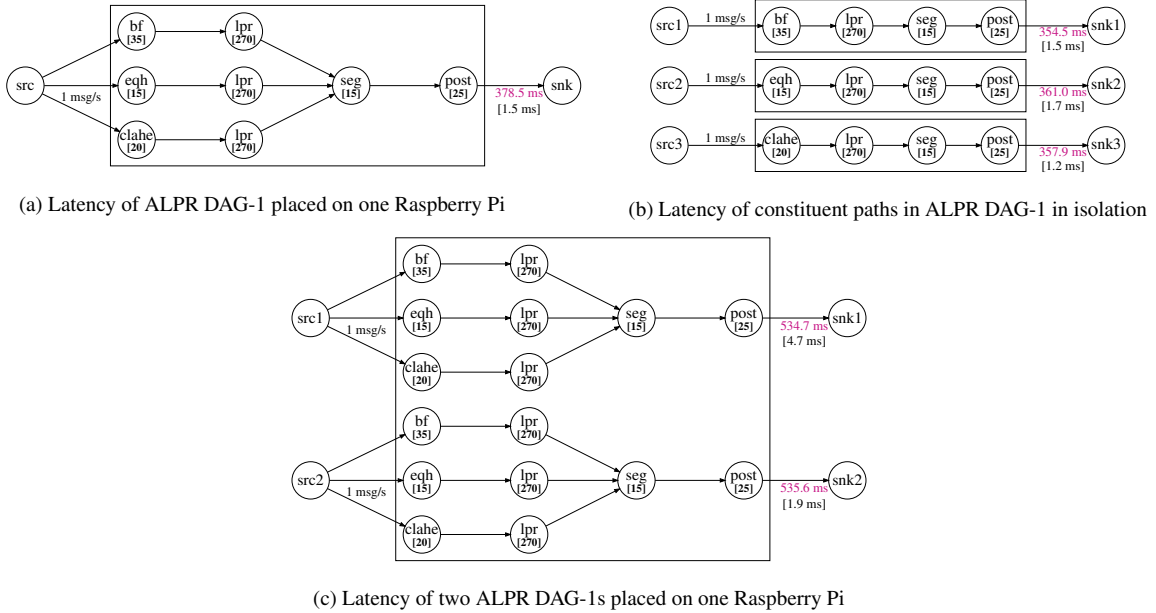 bf
[35]
lpr
[270]
src
1 msg/s
eqh
[15]
lpr
[270]
seg
[15]
post
[25]
378.5 ms
[1.5 ms]
snk
clahe
[20]
lpr
[270]
(a) Latency of ALPR DAG-1 placed on one Raspberry Pi
src1
1 msg/s
bf
[35]
lpr
[270]
seg
[15]
post
[25]
354.5 ms
[1.5 ms]
snk1
src2
1 msg/s
eqh
[15]
lpr
[270]
seg
[15]
post
[25]
361.0 ms
[1.7 ms]
snk2
src3
1 msg/s
clahe
[20]
lpr
[270]
seg
[15]
post
[25]
357.9 ms
[1.2 ms]
snk3
(b) Latency of constituent paths in ALPR DAG-1 in isolation
bf
[35]
lpr
[270]
src1
1 msg/s
eqh
[15]
lpr
[270]
seg
[15]
post
[25]
534.7 ms
[4.7 ms]
snk1
clahe
[20]
lpr
[270]
bf
[35]
lpr
[270]
src2
1 msg/s
eqh
[15]
lpr
[270]
seg
[15]
post
[25]
535.6 ms
[1.9 ms]
snk2
clahe
[20]
lpr
[270]
(c) Latency of two ALPR DAG-1s placed on one Raspberry Pi